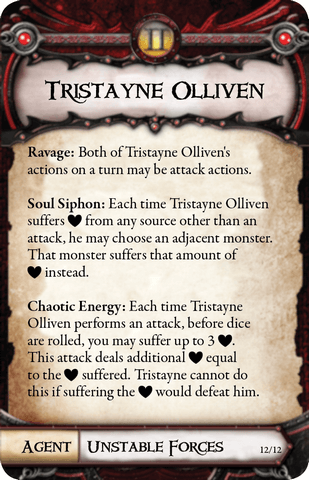 II
Tristayne Olliven
Ravage: Both of Tristayne Olliven's
actions on a turn may be attack actions.
Soul Siphon: Each time Tristayne Olliven
suffers ♥ from any source other than an
attack, he may choose an adjacent monster.
That monster suffers that amount of
♥ instead.
Chaotic Energy: Each time Tristayne
Olliven performs an attack, before dice
are rolled, you may suffer up to 3 ♥.
This attack deals additional ♥ equal
to the ♥ suffered. Tristayne cannot do
this if suffering the ♥ would defeat him.
Agent Unstable Forces 12/12